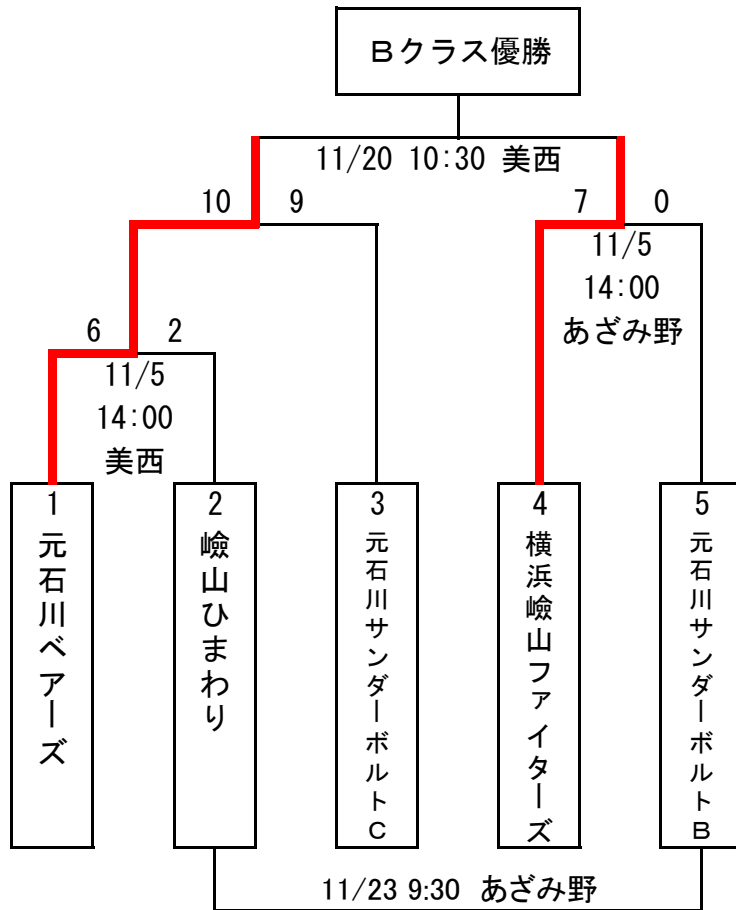 Bクラス優勝
11/20 10:30 美西
10 9
7 0
11/5
14:00
あざみ野
6 2
11/5
14:00
美西
1
元石川ベアーズ
2
嶮山ひまわり
3
元石川サンダーボルトC
4
横浜嶮山ファイターズ
5
元石川サンダーボルトB
11/23 9:30 あざみ野